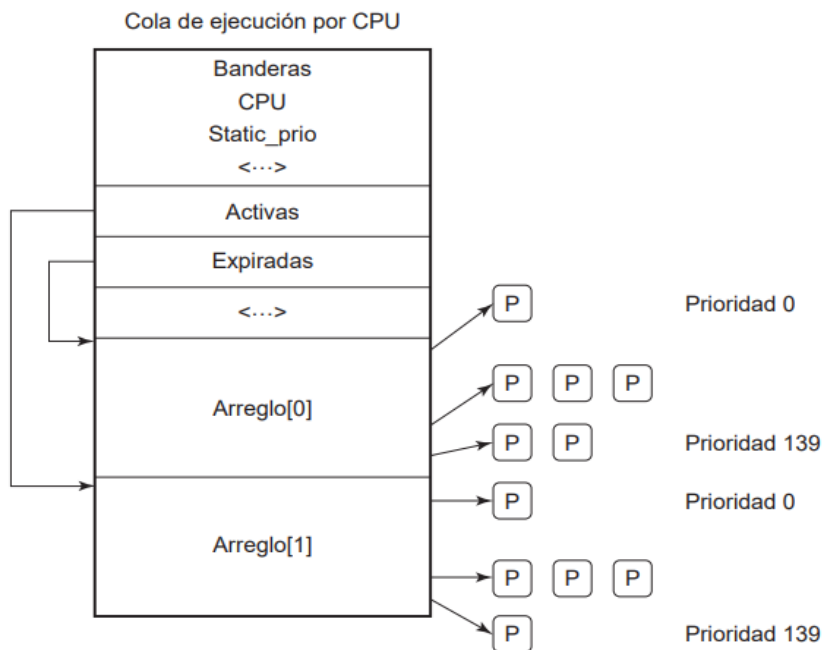 Cola de ejecución por CPU
Banderas
CPU
Static_prio
<···>
Activas
Expiradas
<···>
P Prioridad 0
Arreglo[0]
P P P
P P Prioridad 139
P Prioridad 0
Arreglo[1]
P P P
P Prioridad 139